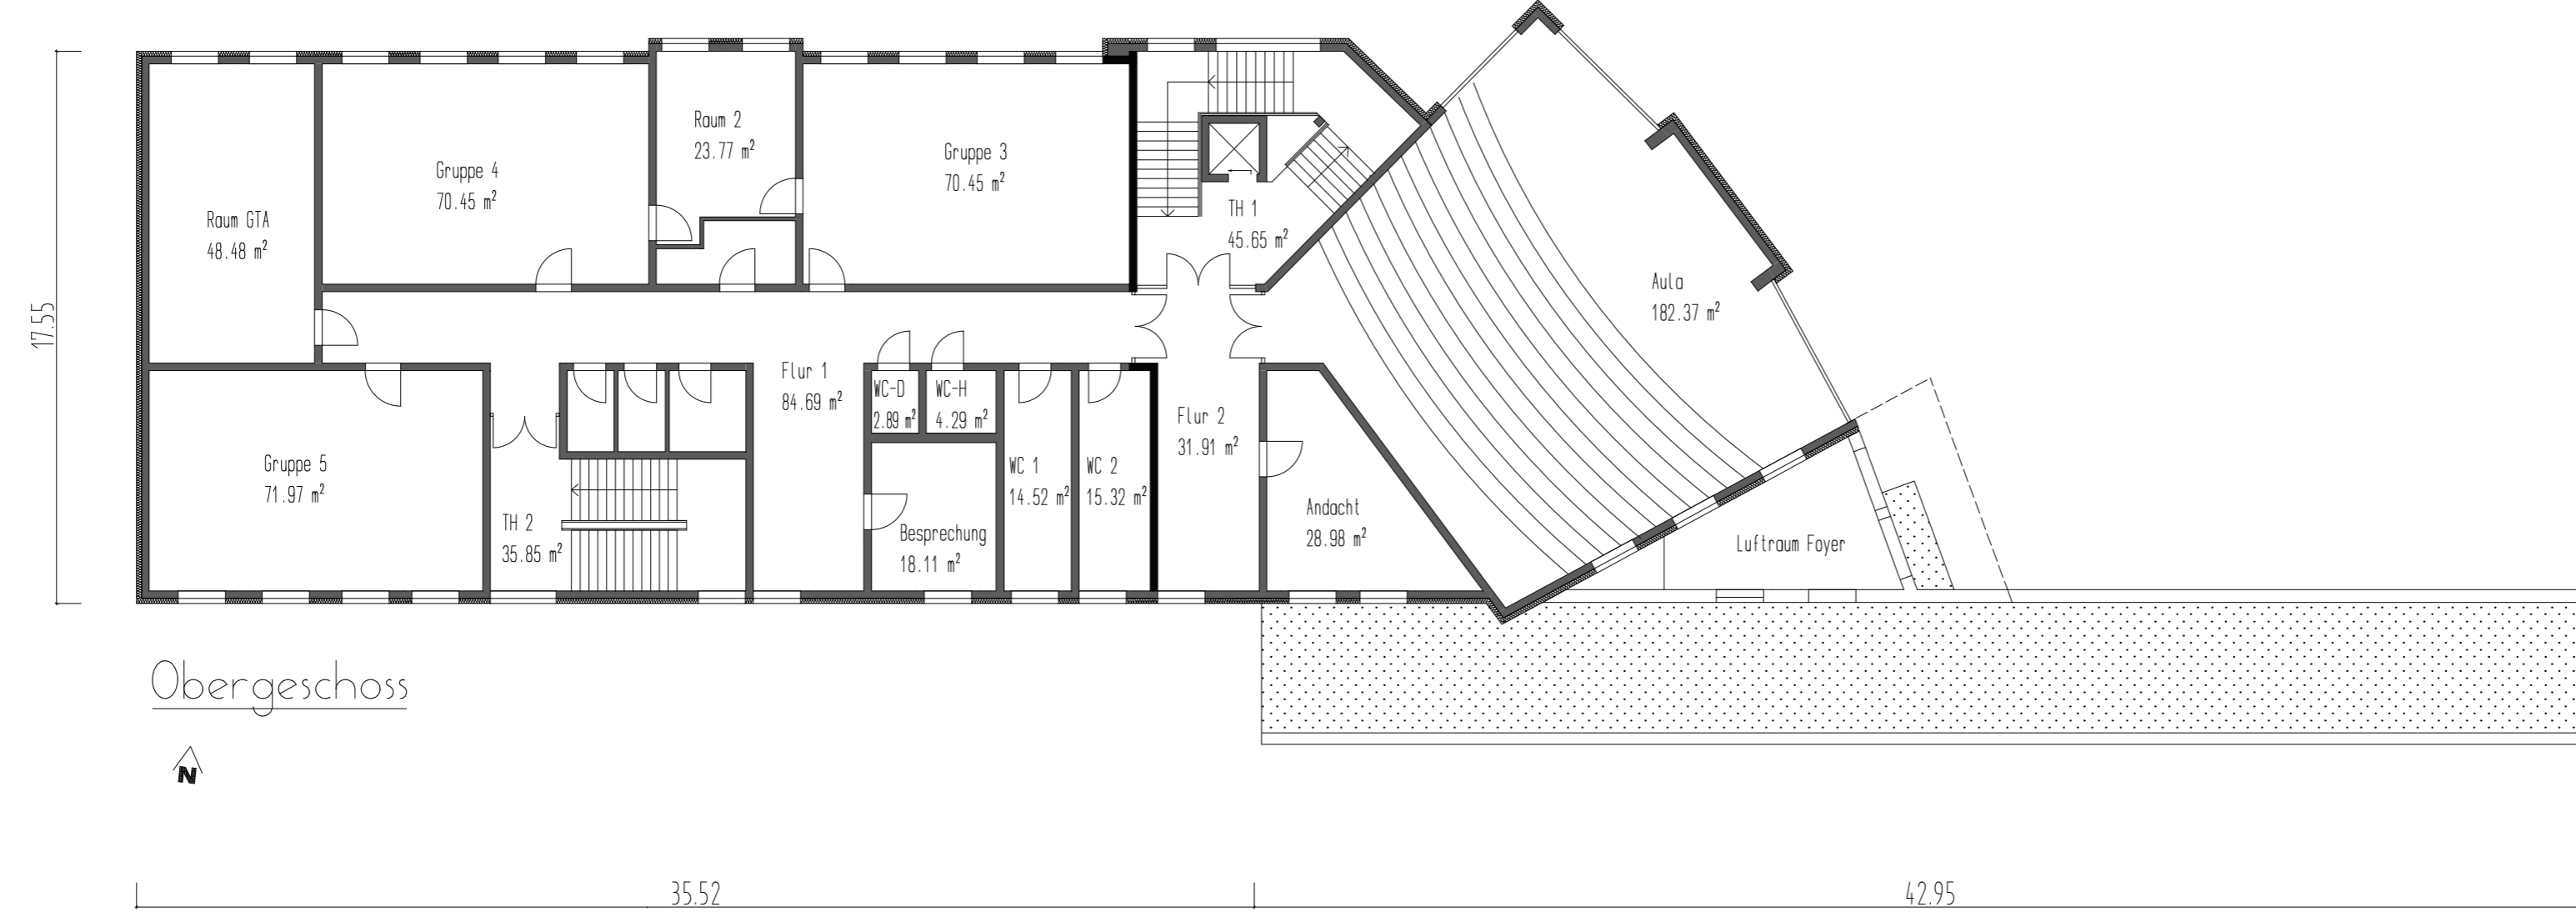 17.55
Raum GTA
48.48 m²
Gruppe 4
70.45 m²
Raum 2
23.77 m²
Gruppe 3
70.45 m²
TH 1
45.65 m²
Aula
182.37 m²
Flur 1
84.69 m²
WC-D
2.89 m²
WC-H
4.29 m²
Flur 2
31.91 m²
Gruppe 5
71.97 m²
TH 2
35.85 m²
Besprechung
18.11 m²
WC 1
14.52 m²
WC 2
15.32 m²
Andacht
28.98 m²
Luftraum Foyer
Obergeschoss
N
35.52
42.95